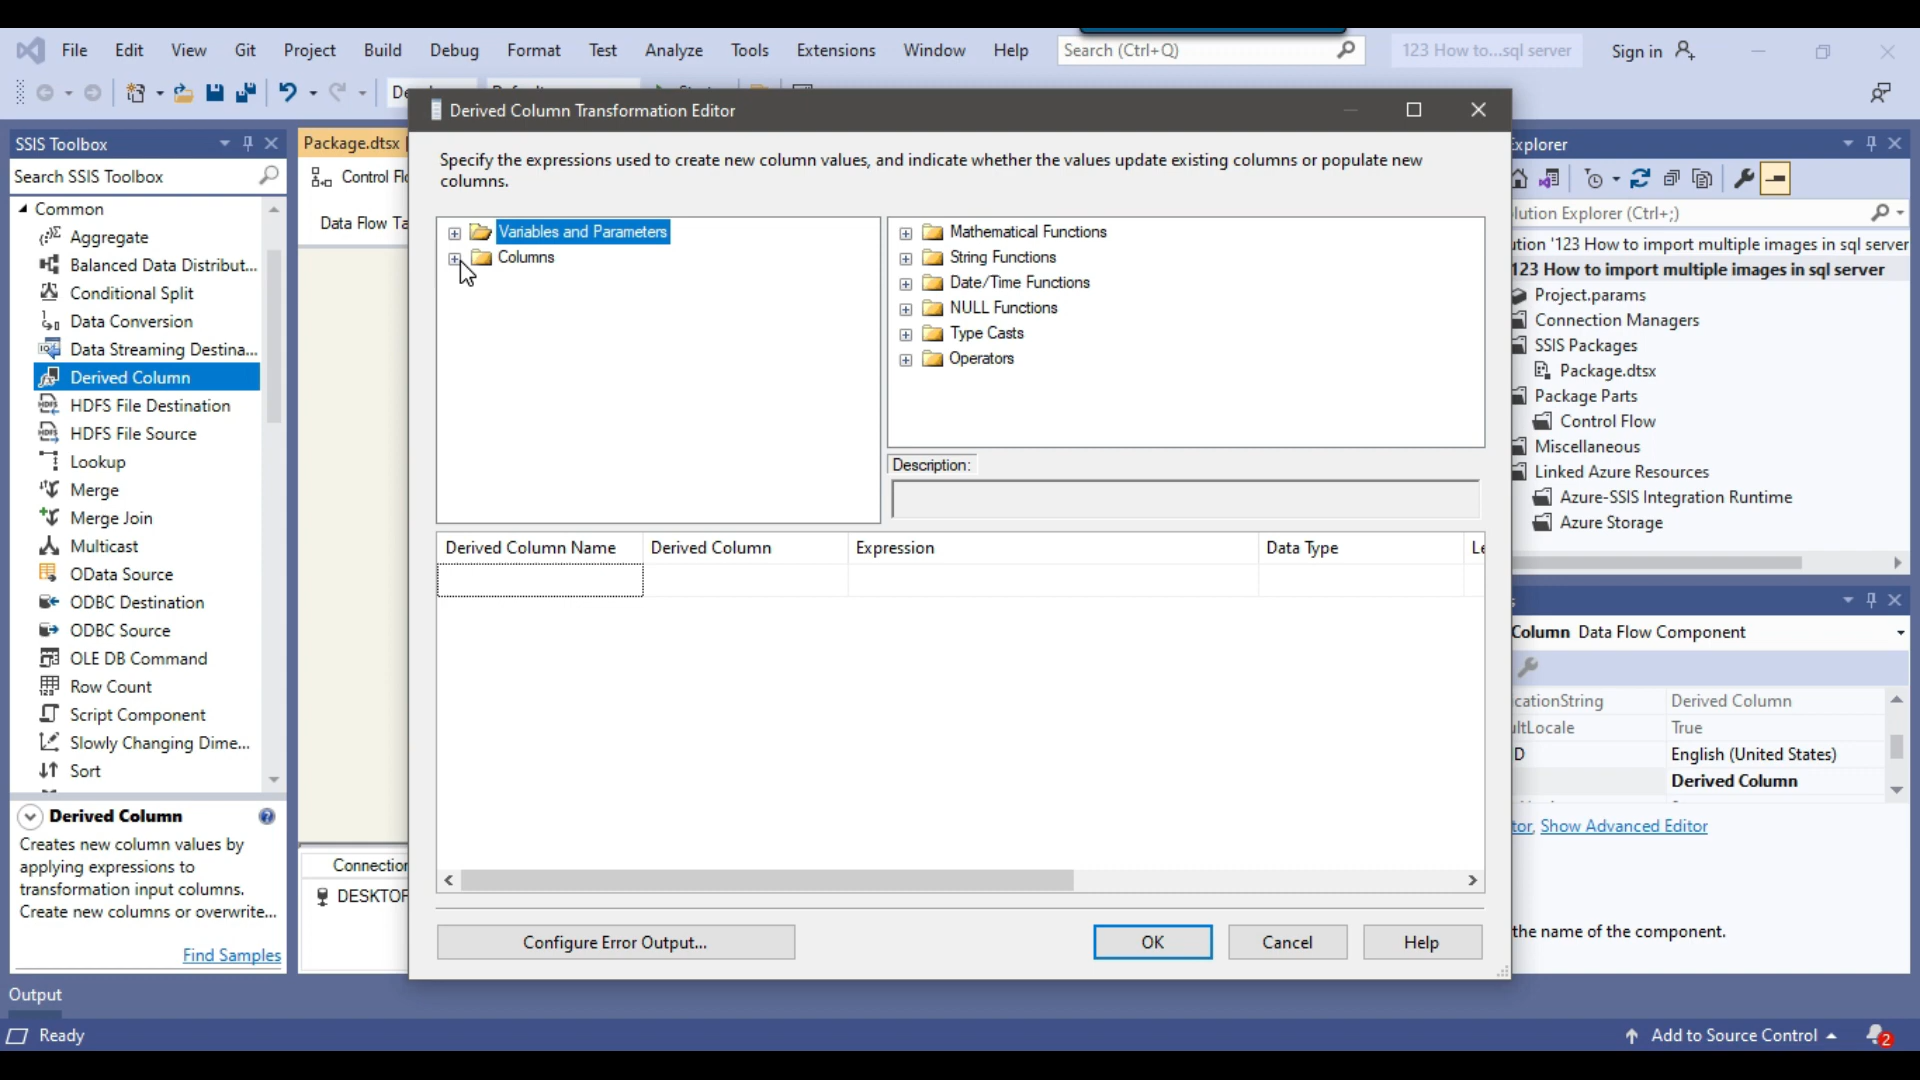 File Edit View Git Project Build Debug Format Test Analyze Tools Extensions Window Help Search (Ctrl+Q) 123 How to...sql server Sign in
SSIS Toolbox
Search SSIS Toolbox
Common
Aggregate
Balanced Data Distribut...
Conditional Split
Data Conversion
Data Streaming Destina...
Derived Column
HDFS File Destination
HDFS File Source
Lookup
Merge
Merge Join
Multicast
OData Source
ODBC Destination
ODBC Source
OLE DB Command
Row Count
Script Component
Slowly Changing Dime...
Sort
Derived Column
Creates new column values by
applying expressions to
transformation input columns.
Create new columns or overwrite...
Find Samples
Package.dtsx
Control Flo
Data Flow Ta
Connection
DESKTOP
Derived Column Transformation Editor
Specify the expressions used to create new column values, and indicate whether the values update existing columns or populate new
columns.
Variables and Parameters
Columns
Mathematical Functions
String Functions
Date/Time Functions
NULL Functions
Type Casts
Operators
Description:
Derived Column Name Derived Column Expression Data Type Le
Configure Error Output... OK Cancel Help
Explorer
lution Explorer (Ctrl+;)
ution '123 How to import multiple images in sql server
123 How to import multiple images in sql server
Project.params
Connection Managers
SSIS Packages
Package.dtsx
Package Parts
Control Flow
Miscellaneous
Linked Azure Resources
Azure-SSIS Integration Runtime
Azure Storage
s
Column Data Flow Component
cationString Derived Column
ultLocale True
D English (United States)
Derived Column
tor, Show Advanced Editor
the name of the component.
Output
Ready
Add to Source Control
2